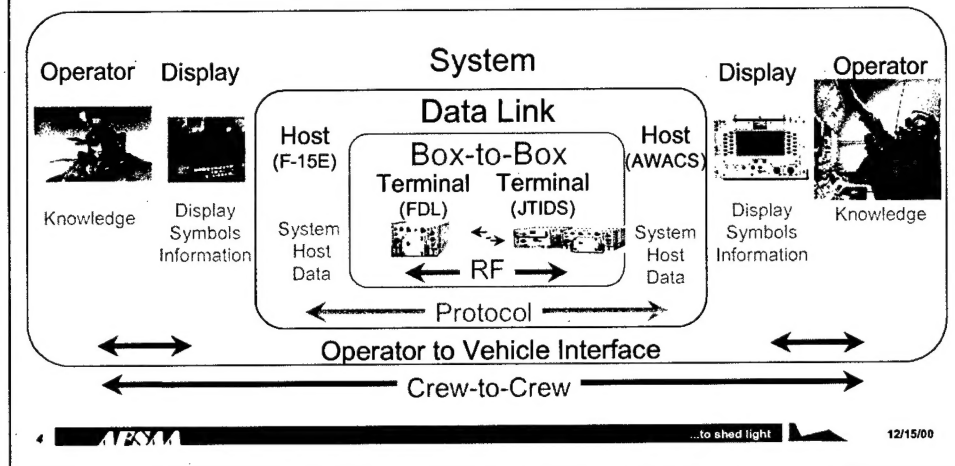 System
Operator Display
Display Operator
Data Link
Host
(F-15E)
Host
(AWACS)
Box-to-Box
Terminal
(FDL)
Terminal
(JTIDS)
Knowledge
Display
Symbols
Information
System
Host
Data
System
Host
Data
Display
Symbols
Information
Knowledge
RF
Protocol
Operator to Vehicle Interface
Crew-to-Crew
4 AFSAA ...to shed light 12/15/00